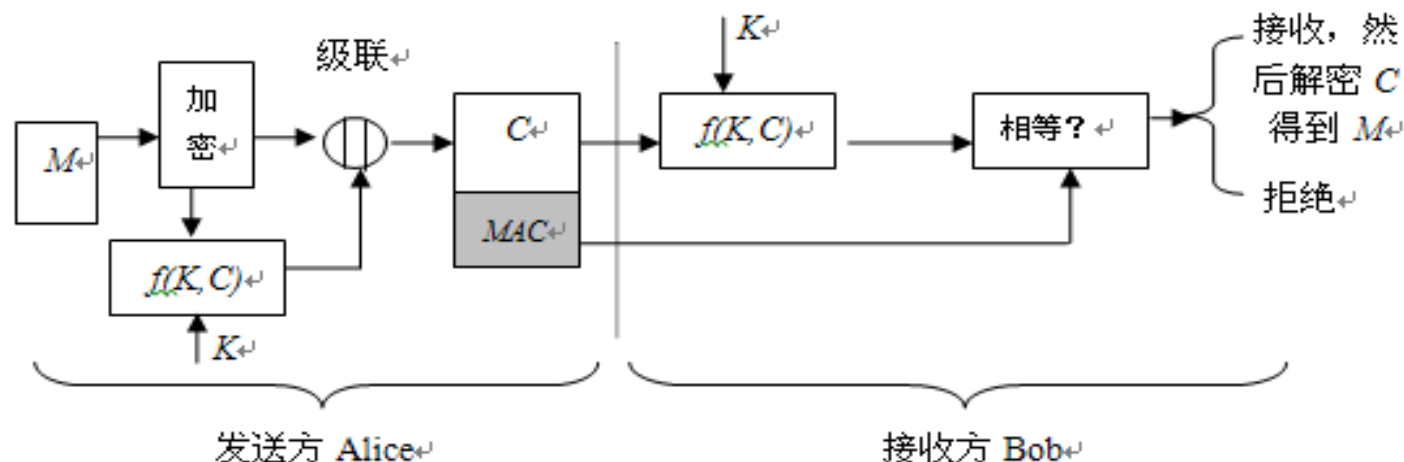 级联↵
M↵
加
密↵
f(K,C)↵
K↵
C↵
MAC↵
K↵
f(K,C)↵
相等？↵
接收，然
后解密 C
得到 M↵
拒绝↵
发送方 Alice↵
接收方 Bob↵